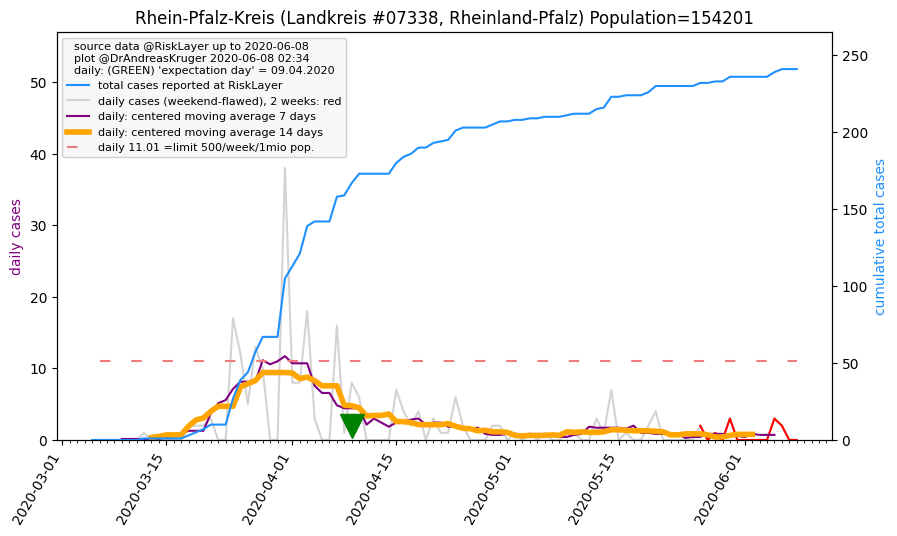 Rhein-Pfalz-Kreis (Landkreis #07338, Rheinland-Pfalz) Population=154201
source data @RiskLayer up to 2020-06-08
plot @DrAndreasKruger 2020-06-08 02:34
daily: (GREEN) 'expectation day' = 09.04.2020
total cases reported at RiskLayer
daily cases (weekend-flawed), 2 weeks: red
daily: centered moving average 7 days
daily: centered moving average 14 days
daily 11.01 =limit 500/week/1mio pop.
daily cases
50
40
30
20
10
0
250
200
150
100
50
0
cumulative total cases
2020-03-01
2020-03-15
2020-04-01
2020-04-15
2020-05-01
2020-05-15
2020-06-01